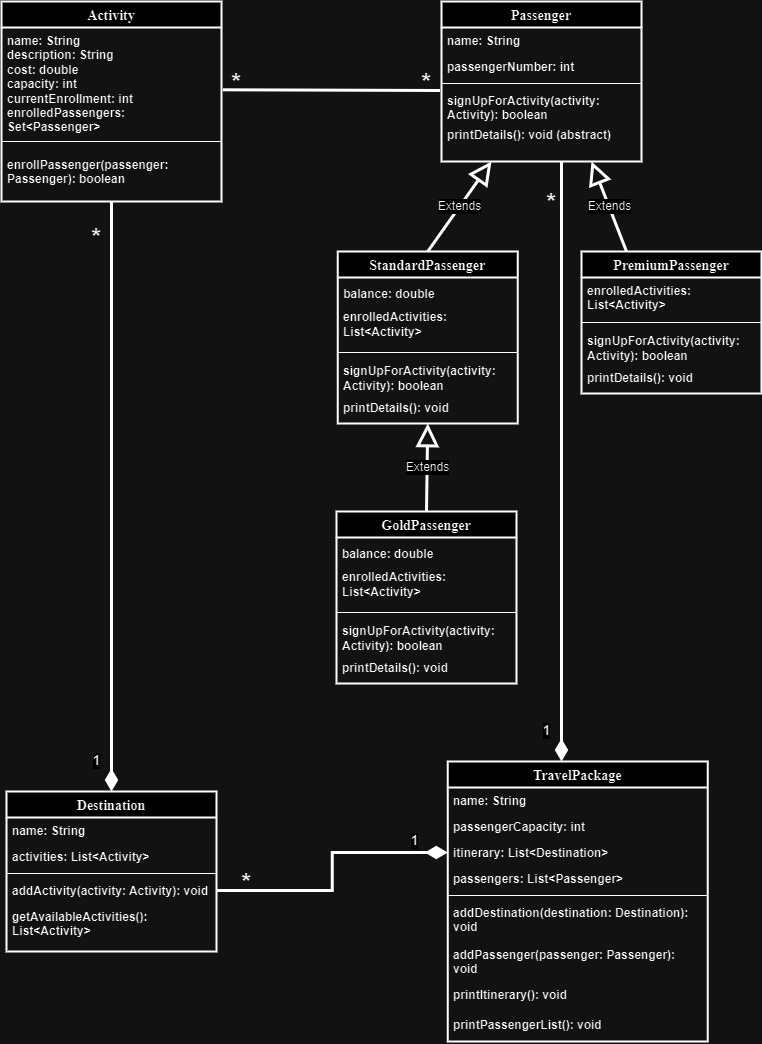 Activity
name: String
description: String
cost: double
capacity: int
currentEnrollment: int
enrolledPassengers:
Set<Passenger>
enrollPassenger(passenger:
Passenger): boolean
*
*
Passenger
name: String
passengerNumber: int
signUpForActivity(activity:
Activity): boolean
printDetails(): void (abstract)
Extends
*
Extends
*
StandardPassenger
balance: double
enrolledActivities:
List<Activity>
signUpForActivity(activity:
Activity): boolean
printDetails(): void
PremiumPassenger
enrolledActivities:
List<Activity>
signUpForActivity(activity:
Activity): boolean
printDetails(): void
Extends
GoldPassenger
balance: double
enrolledActivities:
List<Activity>
signUpForActivity(activity:
Activity): boolean
printDetails(): void
1
1
Destination
name: String
activities: List<Activity>
addActivity(activity: Activity): void
getAvailableActivities():
List<Activity>
*
1
TravelPackage
name: String
passengerCapacity: int
itinerary: List<Destination>
passengers: List<Passenger>
addDestination(destination: Destination):
void
addPassenger(passenger: Passenger):
void
printItinerary(): void
printPassengerList(): void